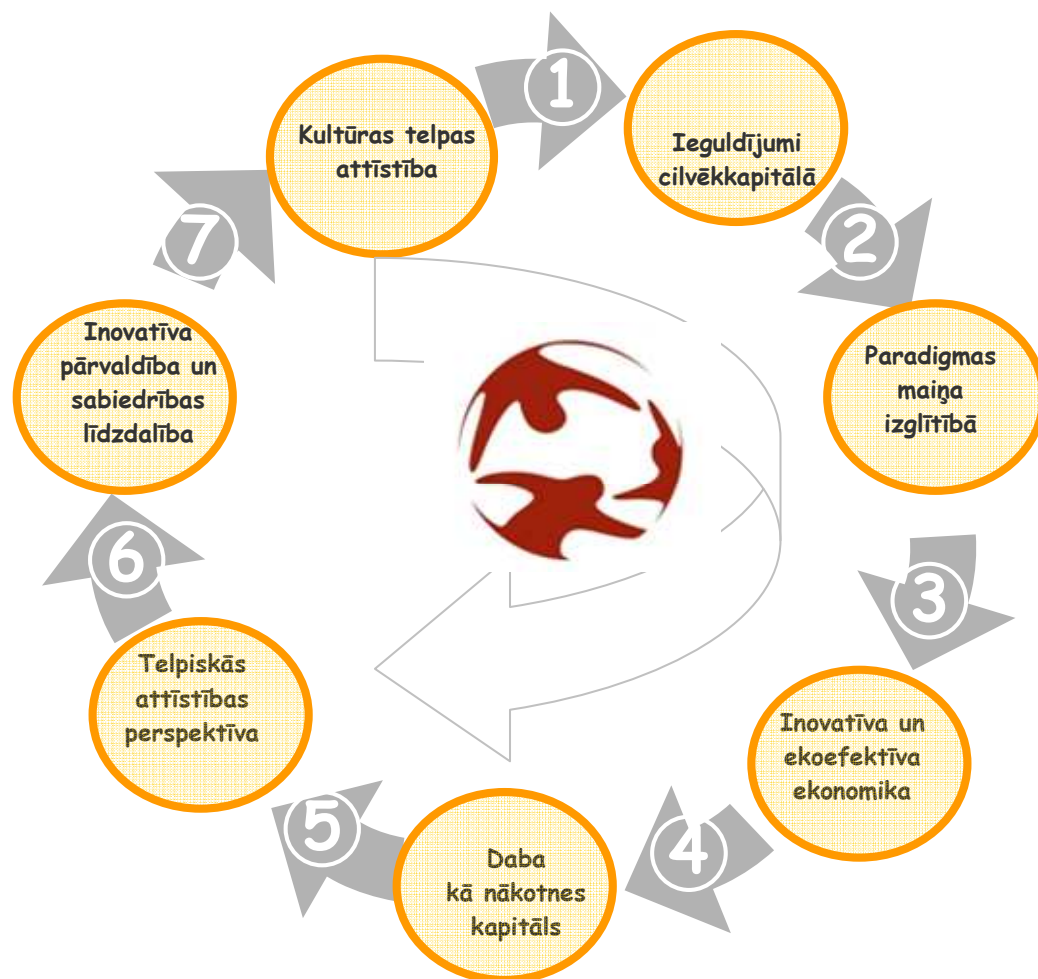 Kultūras telpas
attīstība
1
Ieguldījumi
cilvēkkapitālā
2
Paradigmas
maiņa
izglītībā
3
Inovatīva un
ekoefektīva
ekonomika
4
Daba
kā nākotnes
kapitāls
5
Telpiskās
attīstības
perspektīva
6
Inovatīva
pārvaldība un
sabiedrības
līdzdalība
7